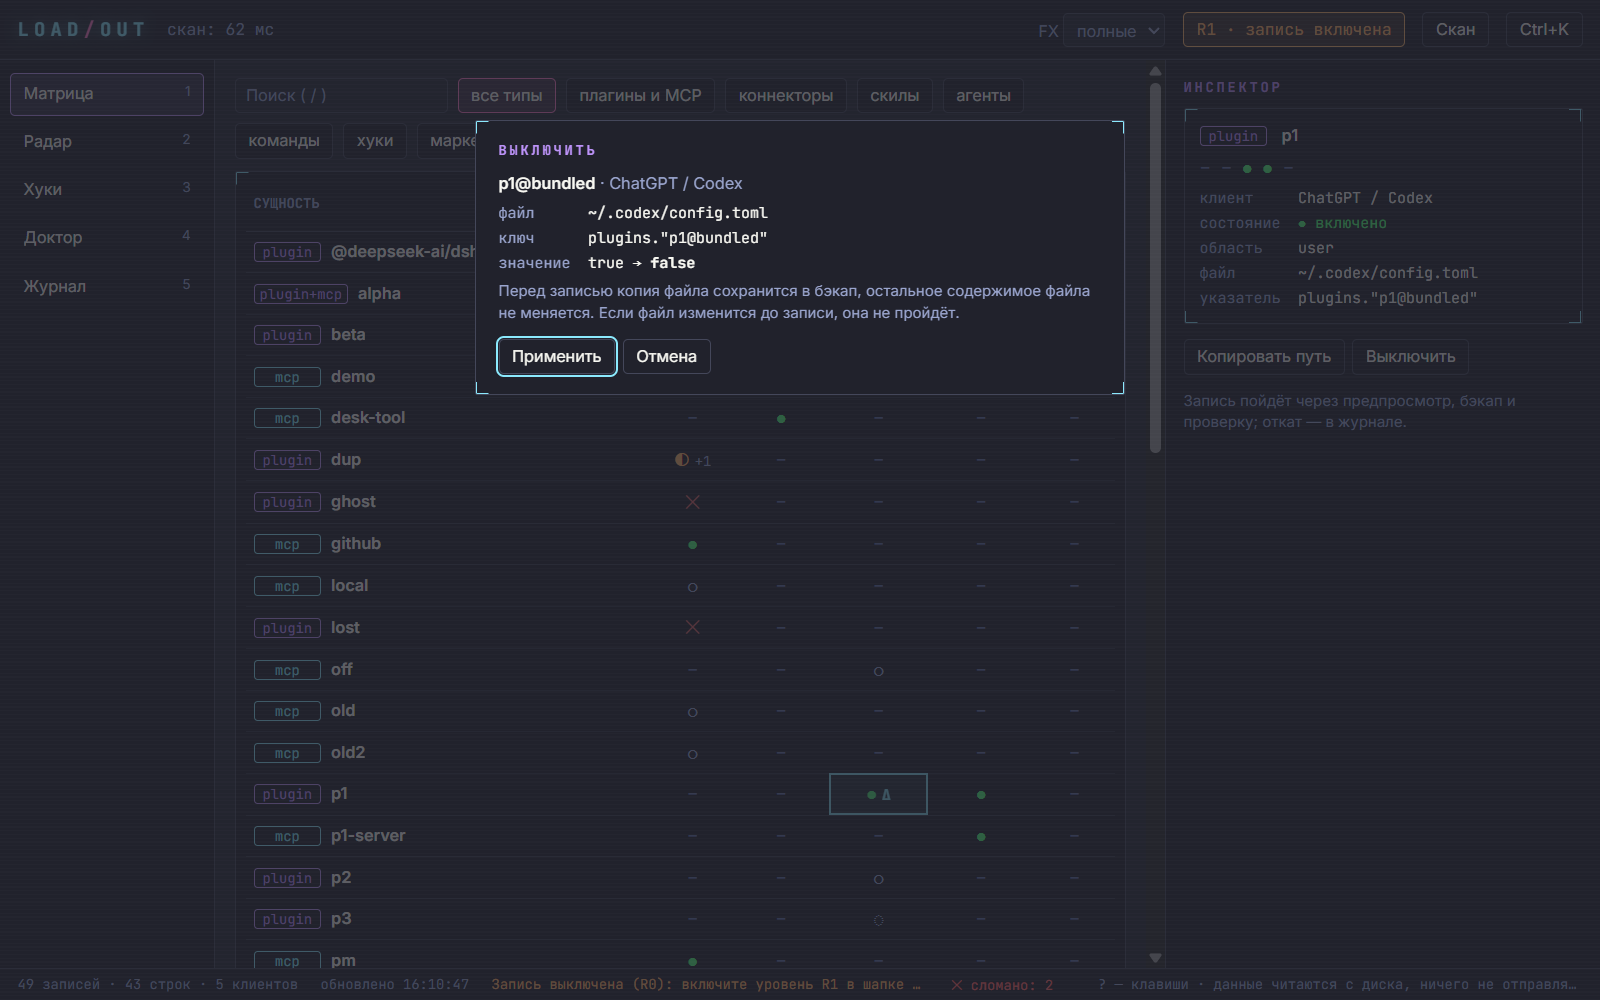 LOAD/OUT скан: 62 мс FX полные R1 · запись включена Скан Ctrl+K
Матрица 1
Радар 2
Хуки 3
Доктор 4
Журнал 5
Поиск ( / ) все типы плагины и MCP коннекторы скилы агенты
команды хуки марке
СУЩНОСТЬ
plugin @deepseek-ai/dsh
plugin+mcp alpha
plugin beta
mcp demo
mcp desk-tool — ● — — —
plugin dup ◐ +1 — — — —
plugin ghost ✕ — — — —
mcp github ● — — — —
mcp local ○ — — — —
plugin lost ✕ — — — —
mcp off — — ○ — —
mcp old ○ — — — —
mcp old2 ○ — — — —
plugin p1 — — ● Δ ● —
mcp p1-server — — — ● —
plugin p2 — — ○ — —
plugin p3 — — ◌ — —
mcp pm ● — — — —
ВЫКЛЮЧИТЬ
p1@bundled · ChatGPT / Codex
файл ~/.codex/config.toml
ключ plugins."p1@bundled"
значение true → false
Перед записью копия файла сохранится в бэкап, остальное содержимое файла
не меняется. Если файл изменится до записи, она не пройдёт.
Применить Отмена
ИНСПЕКТОР
plugin p1
— — ● ● —
клиент ChatGPT / Codex
состояние ● включено
область user
файл ~/.codex/config.toml
указатель plugins."p1@bundled"
Копировать путь Выключить
Запись пойдёт через предпросмотр, бэкап и
проверку; откат — в журнале.
49 записей · 43 строк · 5 клиентов обновлено 16:10:47 Запись выключена (R0): включите уровень R1 в шапке … ✕ сломано: 2 ? — клавиши · данные читаются с диска, ничего не отправля…